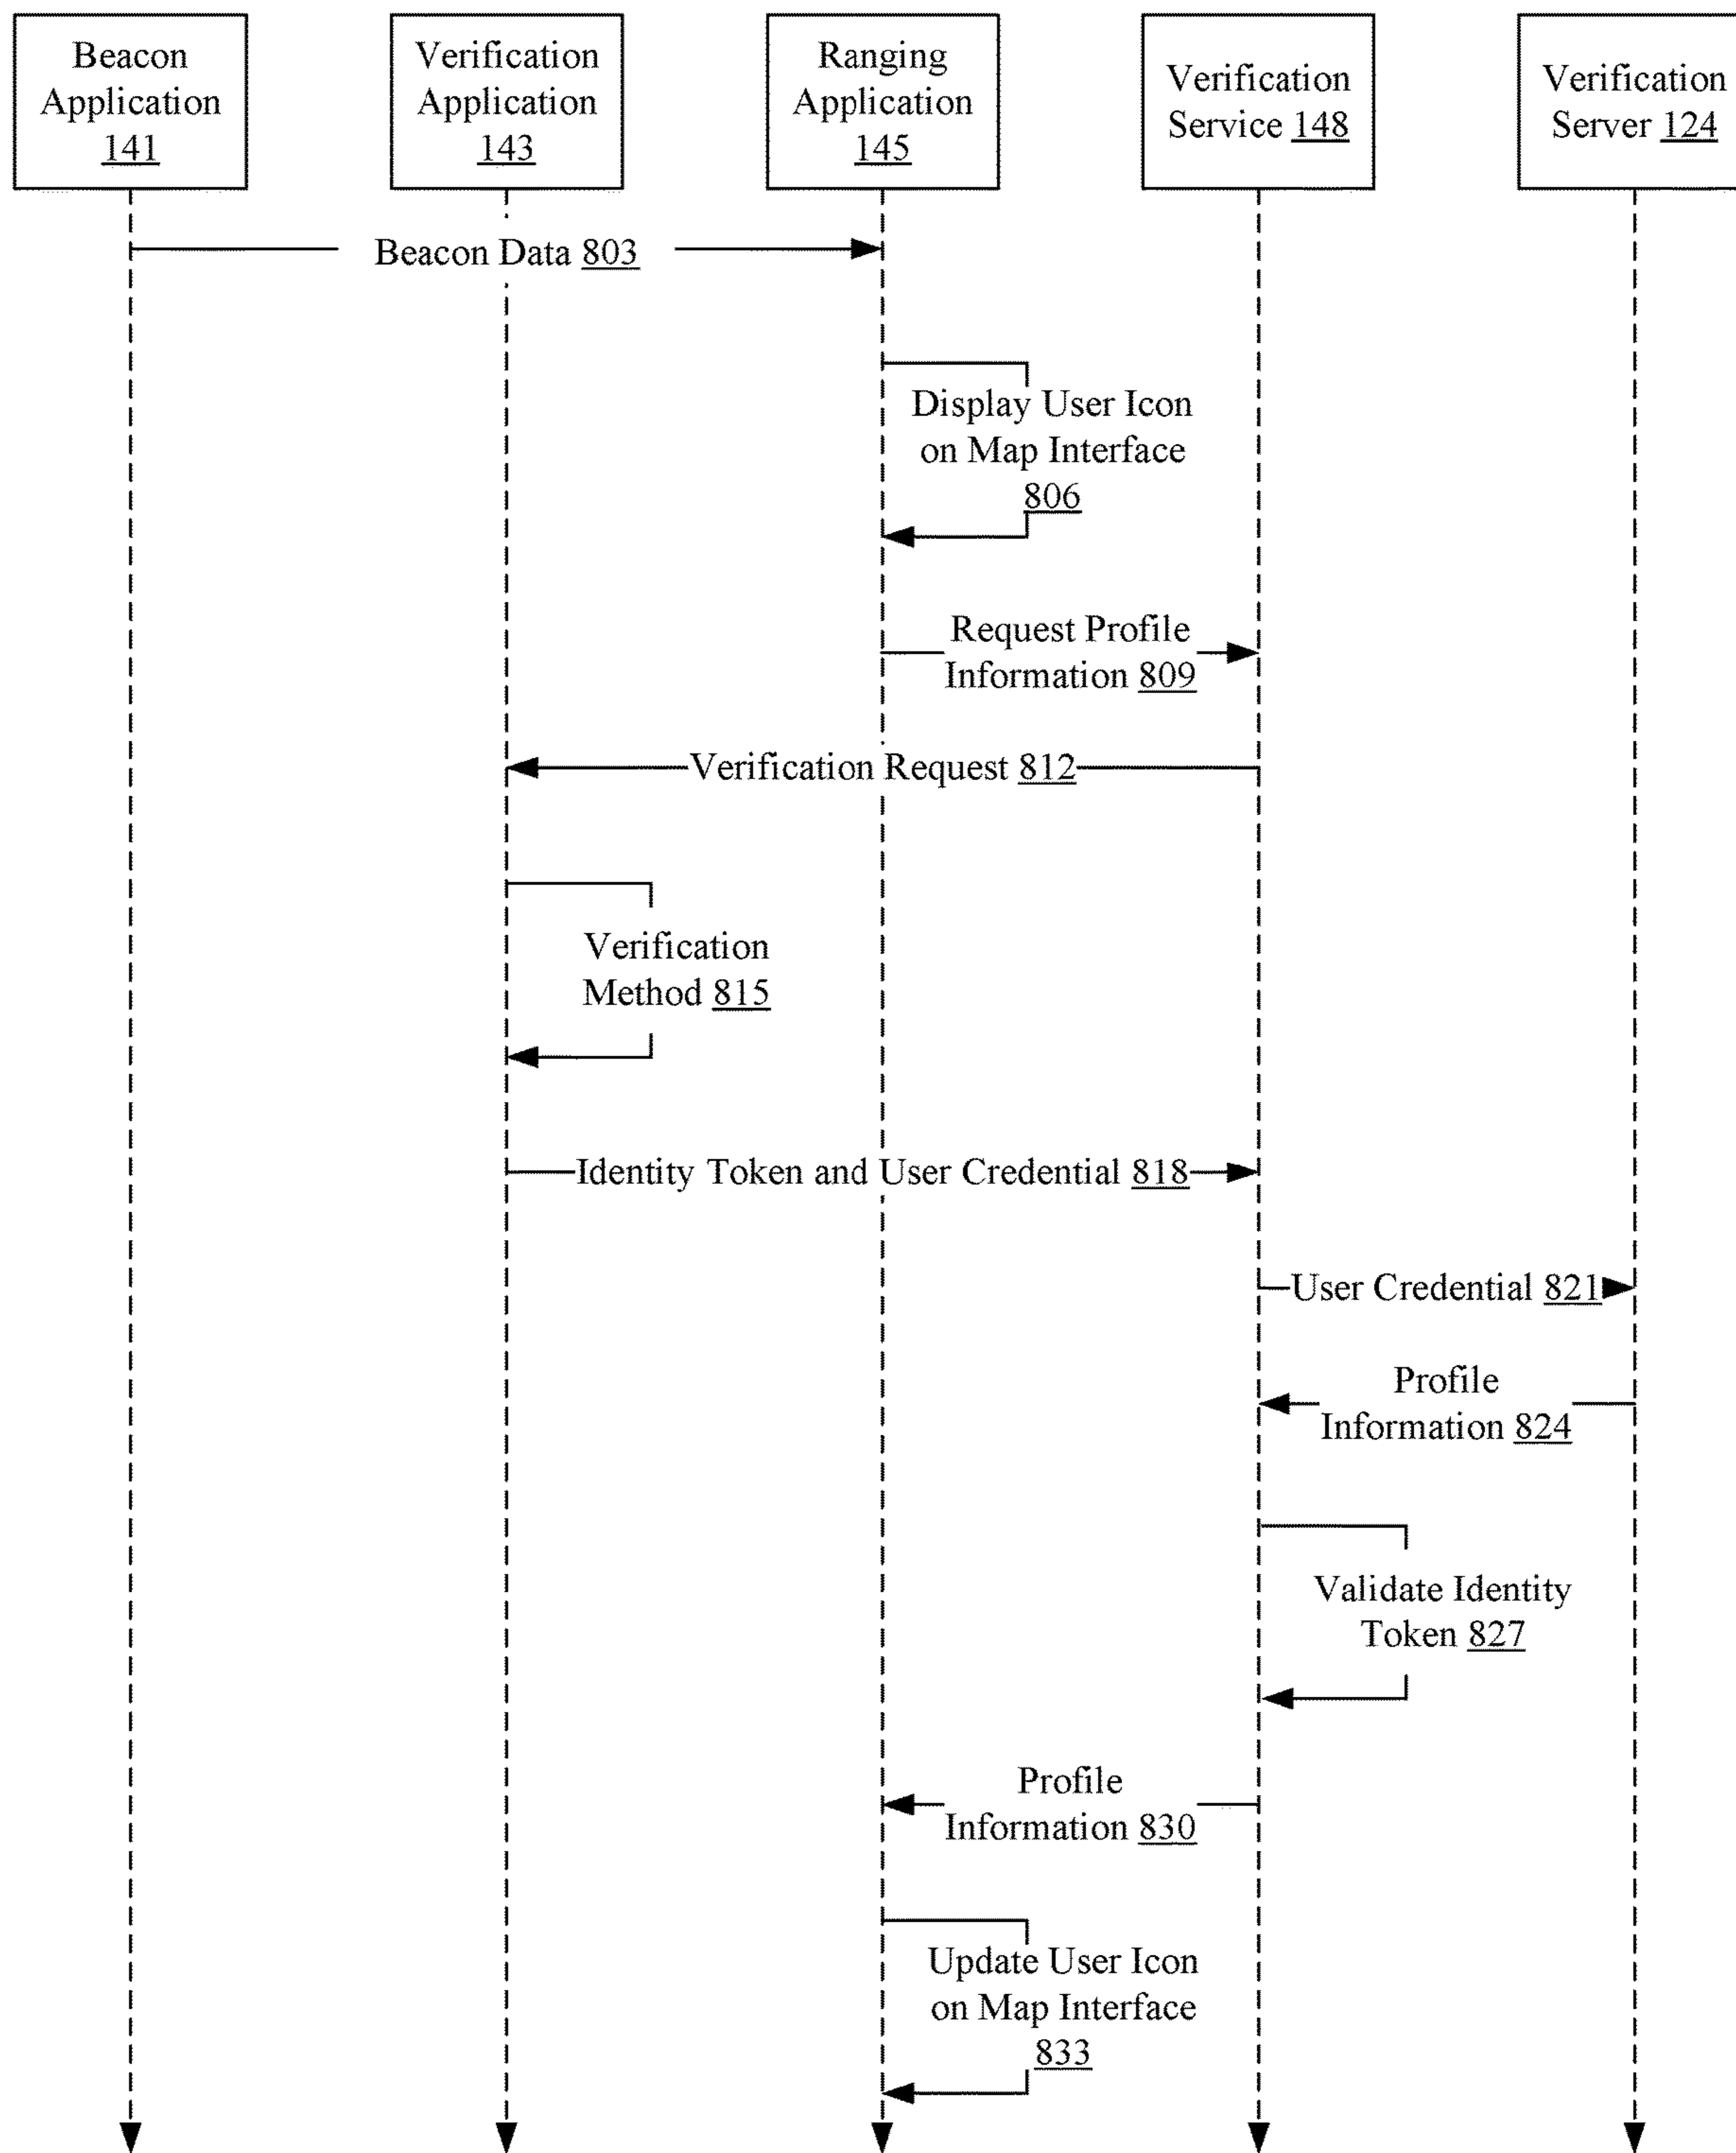 Beacon
Application
141
Verification
Application
143
Ranging
Application
145
Verification
Service 148
Verification
Server 124
Beacon Data 803
Display User Icon
on Map Interface
806
Request Profile
Information 809
Verification Request 812
Verification
Method 815
Identity Token and User Credential 818
User Credential 821
Profile
Information 824
Validate Identity
Token 827
Profile
Information 830
Update User Icon
on Map Interface
833